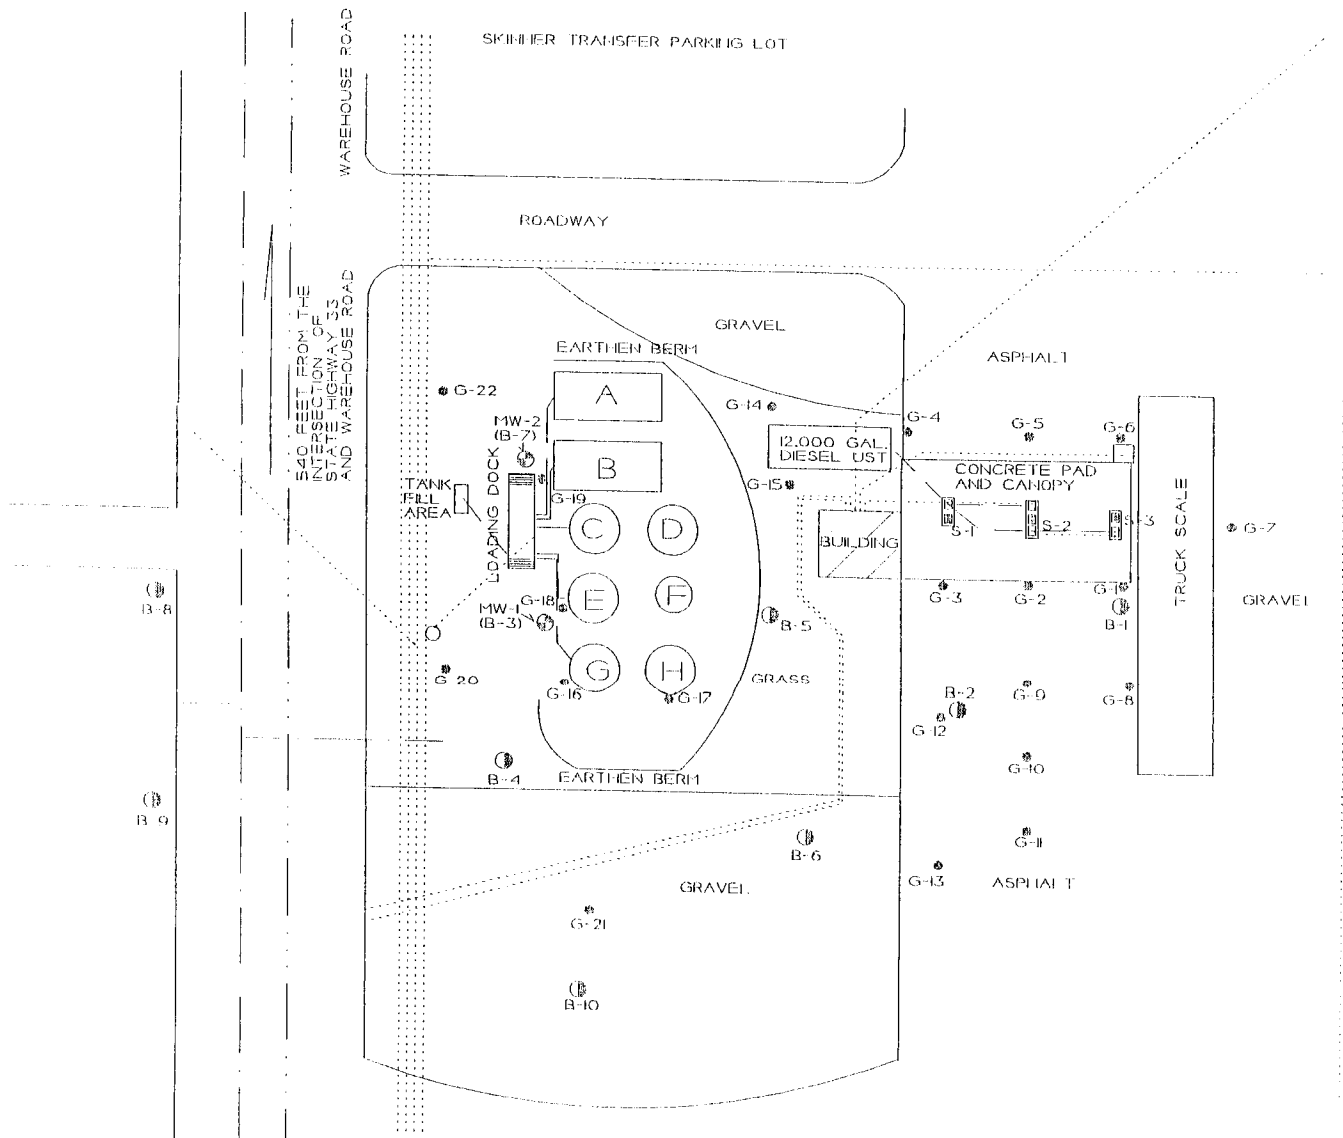 SKINNER TRANSFER PARKING LOT
WAREHOUSE ROAD
ROADWAY
540 FEET FROM THE
INTERSECTION OF
STATE HIGHWAY 33
AND WAREHOUSE ROAD
GRAVEL
EARTHEN BERM
ASPHALT
G-22
A
G-14
G-4
G-5
G-6
MW-2
(B-7)
12,000 GAL.
DIESEL UST
B
CONCRETE PAD
AND CANOPY
TANK
FILL
AREA
LOADING DOCK
G-19
G-15
C
D
S-1
S-2
S-3
TRUCK SCALE
G-7
BUILDING
B-8
G-18
E
F
G-3
G-2
G-1
GRAVEL
MW-1
(B-3)
B-5
B-1
G
H
GRASS
G 20
G-16
G-17
B-2
G-9
G-8
G-12
B-4
EARTHEN BERM
G-10
B-9
B-6
G-11
G-13
ASPHALT
GRAVEL
G-21
B-10